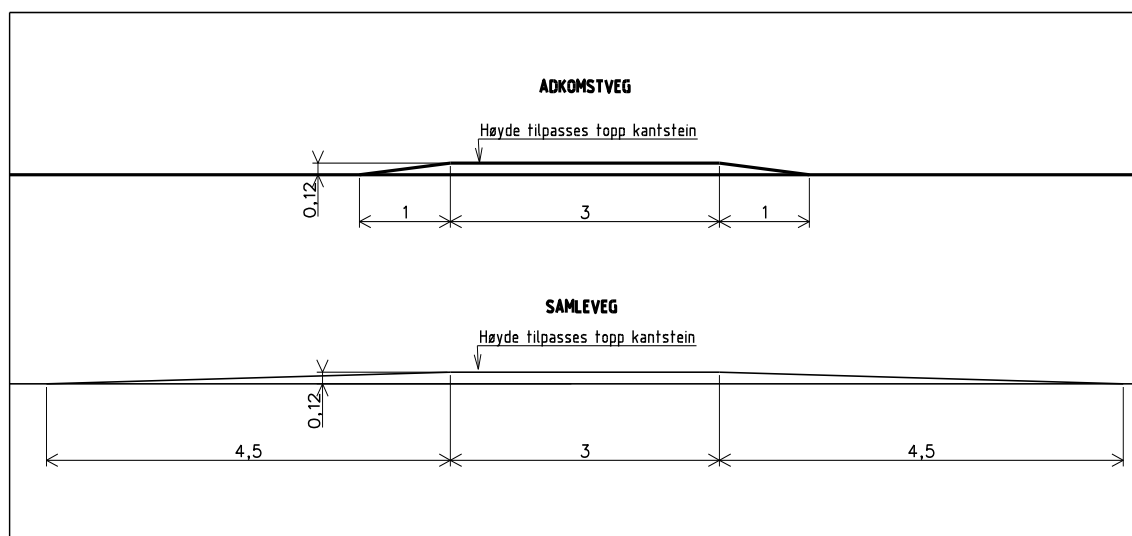 ADKOMSTVEG
Høyde tilpasses topp kantstein
0,12
1 3 1
SAMLEVEG
Høyde tilpasses topp kantstein
0,12
4,5 3 4,5